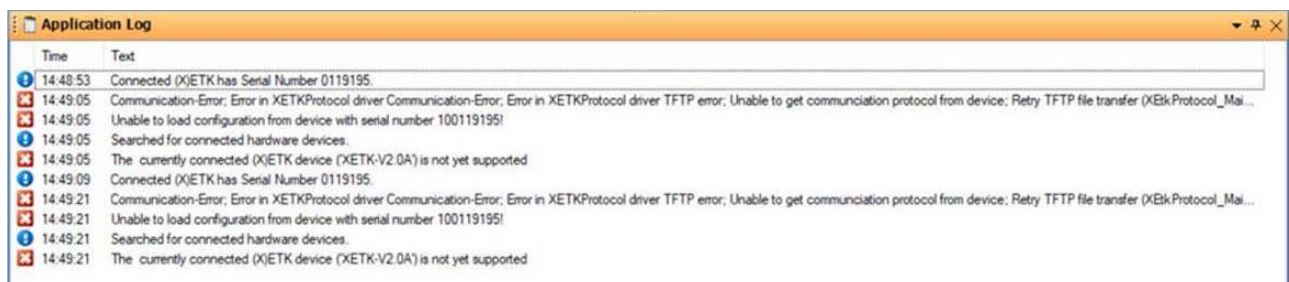 Application Log
Time Text
14:48:53 Connected (X)ETK has Serial Number 0119195.
14:49:05 Communication-Error; Error in XETKProtocol driver Communication-Error; Error in XETKProtocol driver TFTP error; Unable to get communciation protocol from device; Retry TFTP file transfer (XEtkProtocol_Mai...
14:49:05 Unable to load configuration from device with serial number 100119195!
14:49:05 Searched for connected hardware devices.
14:49:05 The currently connected (X)ETK device ('XETK-V2.0A') is not yet supported
14:49:09 Connected (X)ETK has Serial Number 0119195.
14:49:21 Communication-Error; Error in XETKProtocol driver Communication-Error; Error in XETKProtocol driver TFTP error; Unable to get communciation protocol from device; Retry TFTP file transfer (XEtkProtocol_Mai...
14:49:21 Unable to load configuration from device with serial number 100119195!
14:49:21 Searched for connected hardware devices.
14:49:21 The currently connected (X)ETK device ('XETK-V2.0A') is not yet supported